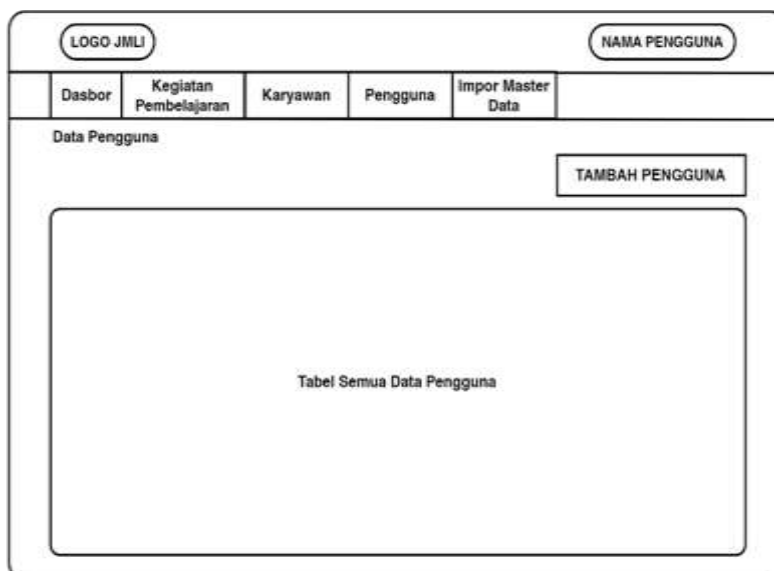 LOGO JMLI
NAMA PENGGUNA
Dasbor
Kegiatan
Pembelajaran
Karyawan
Pengguna
Impor Master
Data
Data Pengguna
TAMBAH PENGGUNA
Tabel Semua Data Pengguna